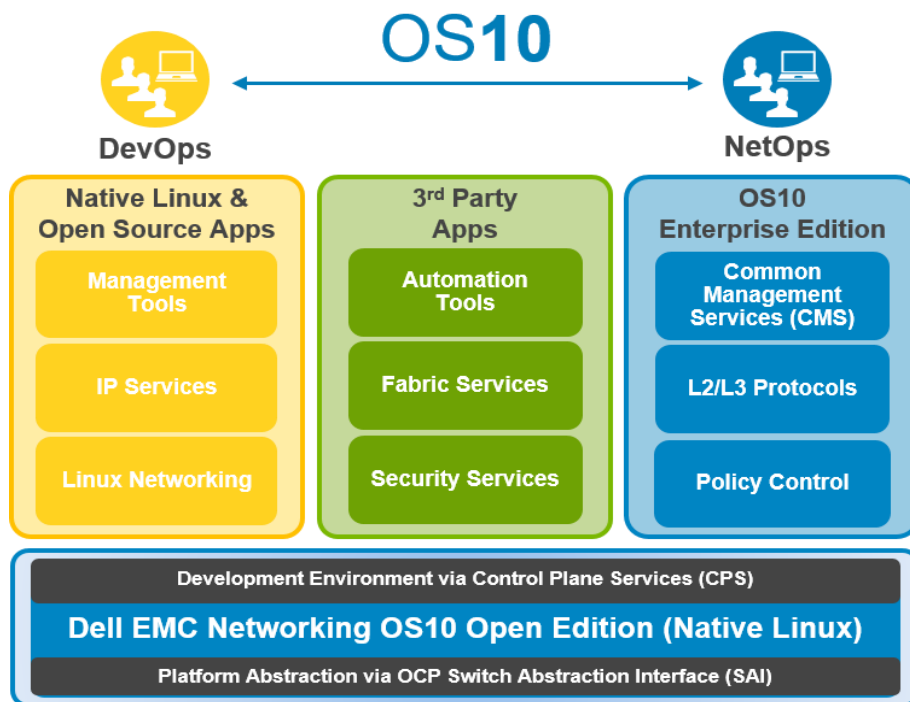 OS10
DevOps
NetOps
Native Linux &
Open Source Apps
Management
Tools
IP Services
Linux Networking
3rd Party
Apps
Automation
Tools
Fabric Services
Security Services
OS10
Enterprise Edition
Common
Management
Services (CMS)
L2/L3 Protocols
Policy Control
Development Environment via Control Plane Services (CPS)
Dell EMC Networking OS10 Open Edition (Native Linux)
Platform Abstraction via OCP Switch Abstraction Interface (SAI)